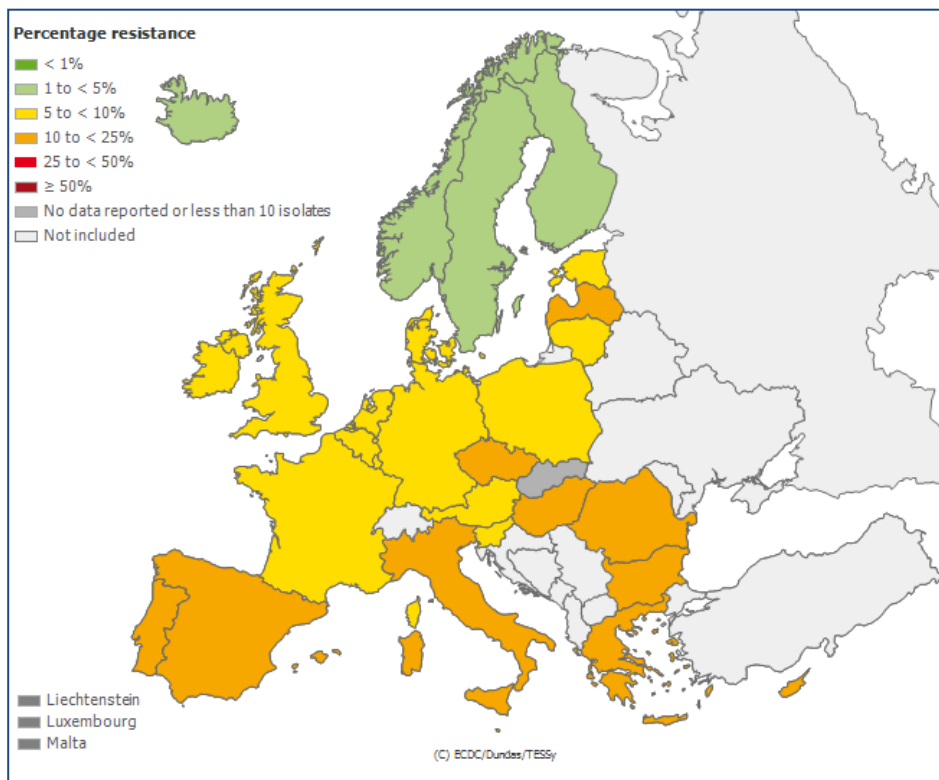 Percentage resistance
< 1%
1 to < 5%
5 to < 10%
10 to < 25%
25 to < 50%
≥ 50%
No data reported or less than 10 isolates
Not included
Liechtenstein
Luxembourg
Malta
(C) ECDC/Dundas/TESSy